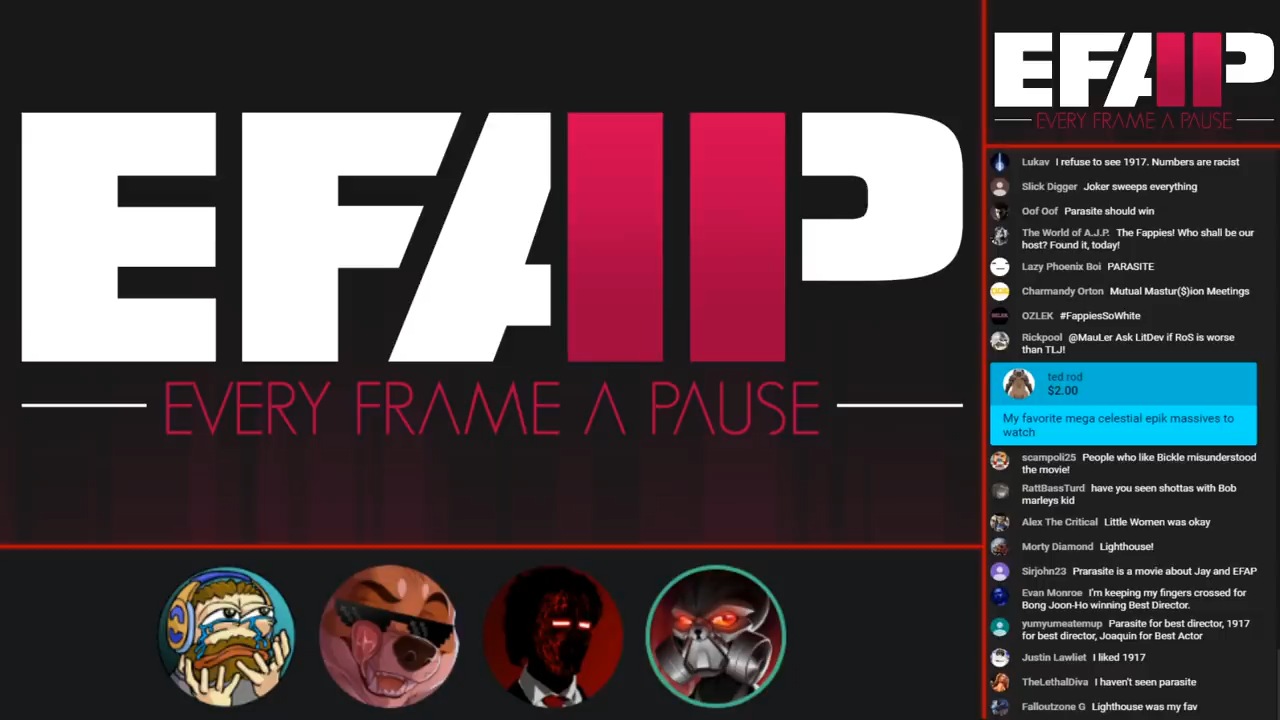 EFAP
EVERY FRAME A PAUSE
EFAP
EVERY FRAME A PAUSE
Lukav I refuse to see 1917. Numbers are racist
Slick Digger Joker sweeps everything
Oof Oof Parasite should win
The World of A.J.P. The Fappies! Who shall be our
host? Found it, today!
Lazy Phoenix Boi PARASITE
Charmandy Orton Mutual Mastur($)ion Meetings
OZLEK #FappiesSoWhite
Rickpool @MauLer Ask LitDev if RoS is worse
than TLJ!
ted rod
$2.00
My favorite mega celestial epik massives to
watch
scampoli25 People who like Bickle misunderstood
the movie!
RattBassTurd have you seen shottas with Bob
marleys kid
Alex The Critical Little Women was okay
Morty Diamond Lighthouse!
Sirjohn23 Prarasite is a movie about Jay and EFAP
Evan Monroe I'm keeping my fingers crossed for
Bong Joon-Ho winning Best Director.
yumyumeatemup Parasite for best director, 1917
for best director, Joaquin for Best Actor
Justin Lawliet I liked 1917
TheLethalDiva I haven't seen parasite
Falloutzone G Lighthouse was my fav